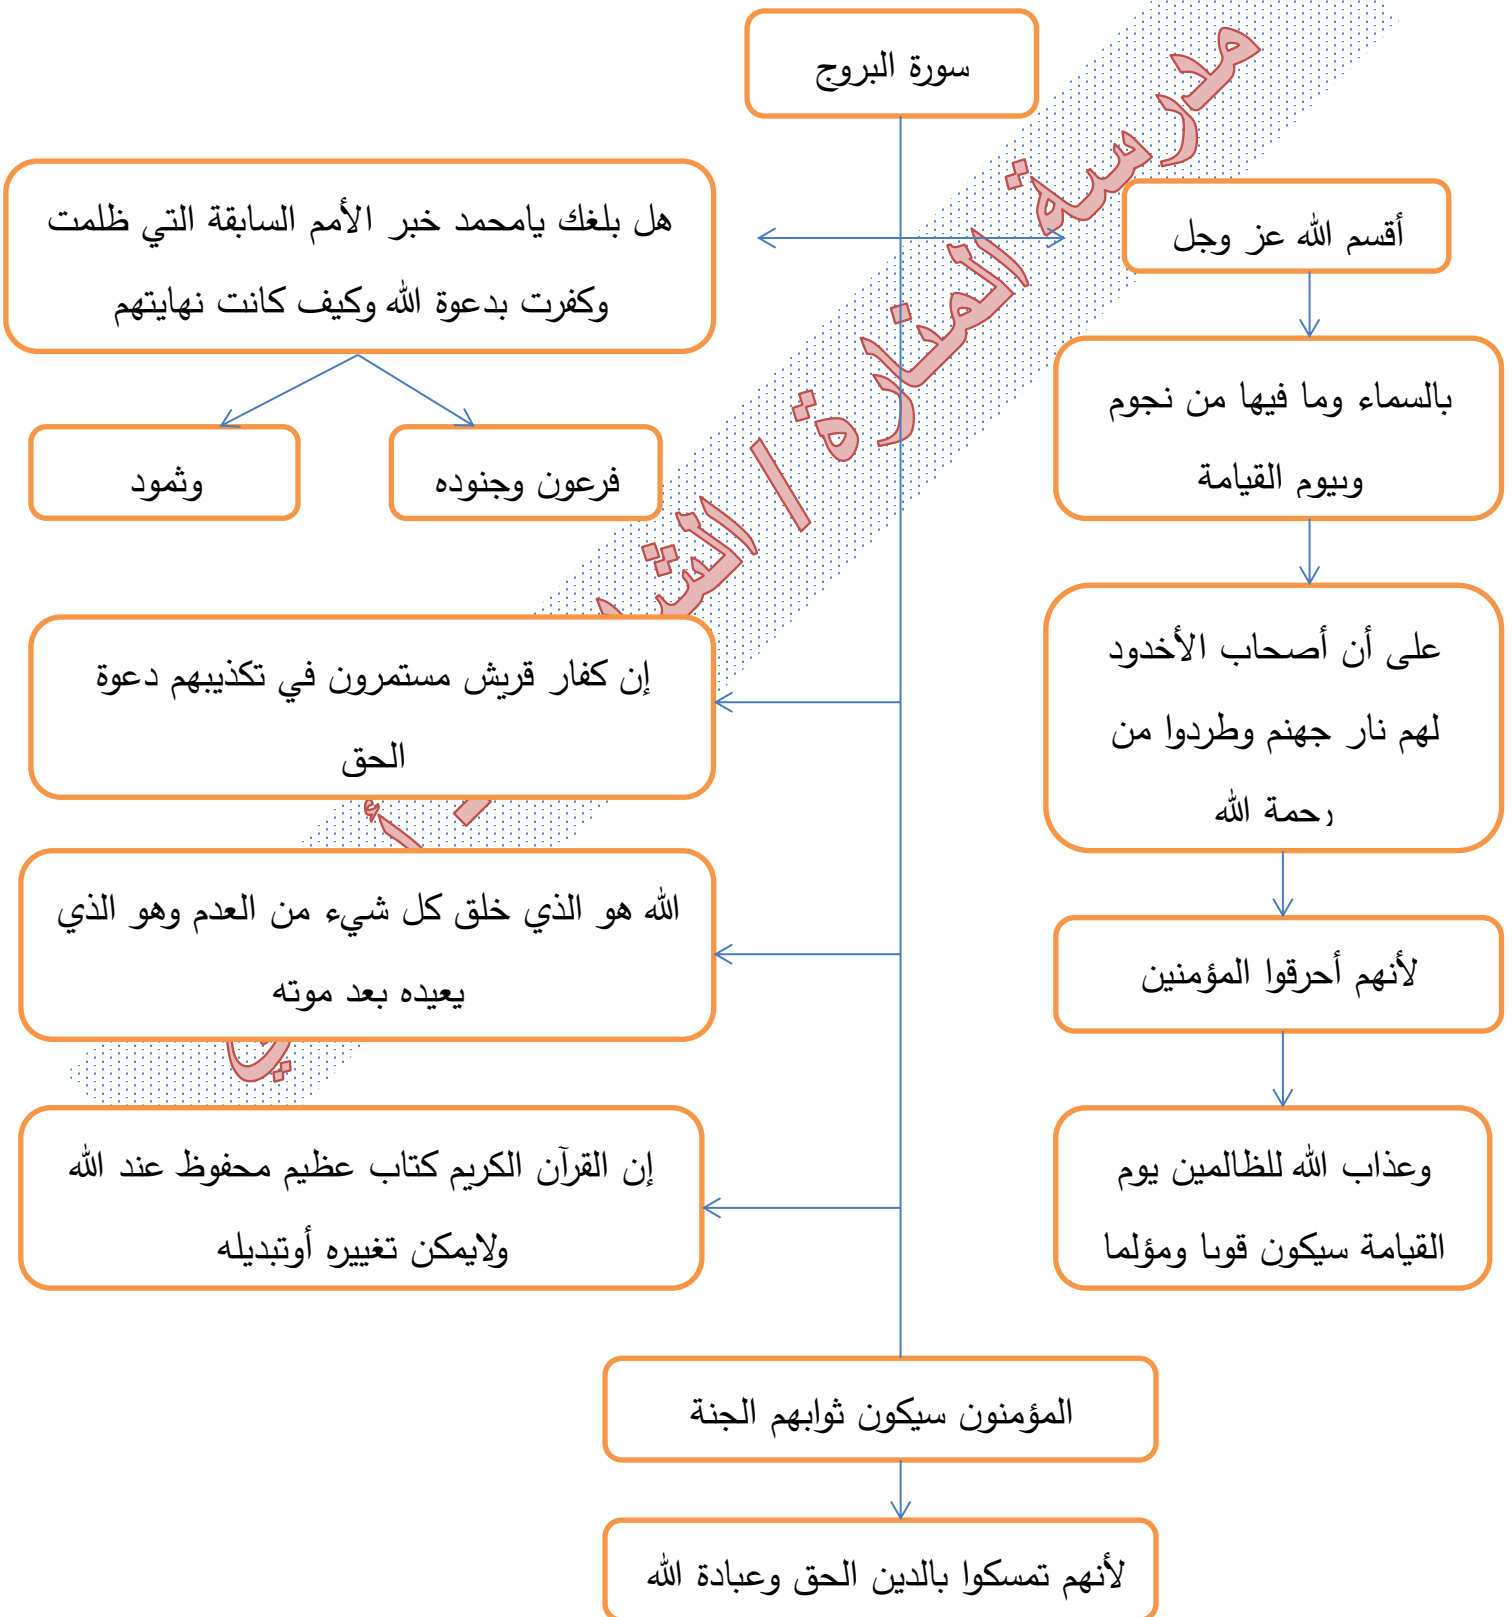 سورة البروج
أقسم الله عز وجل
بالسماء وما فيها من نجوم
وبيوم القيامة
على أن أصحاب الأخدود
لهم نار جهنم وطردوا من
رحمة الله
لأنهم أحرقوا المؤمنين
وعذاب الله للظالمين يوم
القيامة سيكون قويا ومؤلما
هل بلغك يامحمد خبر الأمم السابقة التي ظلمت
وكفرت بدعوة الله وكيف كانت نهايتهم
فرعون وجنوده
وثمود
إن كفار قريش مستمرون في تكذيبهم دعوة
الحق
الله هو الذي خلق كل شيء من العدم وهو الذي
يعيده بعد موته
إن القرآن الكريم كتاب عظيم محفوظ عند الله
ولايمكن تغييره أوتبديله
المؤمنون سيكون ثوابهم الجنة
لأنهم تمسكوا بالدين الحق وعبادة الله
مدرسة المنارة /